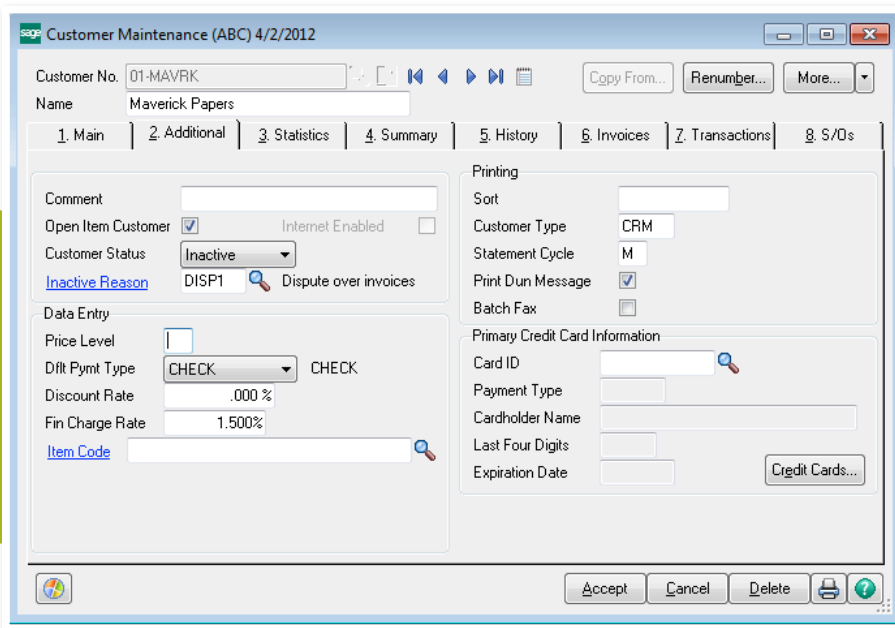 sage Customer Maintenance (ABC) 4/2/2012
Customer No. 01-MAVRK Copy From... Renumber... More...
Name Maverick Papers
1. Main 2. Additional 3. Statistics 4. Summary 5. History 6. Invoices 7. Transactions 8. S/Os
Comment
Open Item Customer Internet Enabled
Customer Status Inactive
Inactive Reason DISP1 Dispute over invoices
Data Entry
Price Level
Dflt Pymt Type CHECK CHECK
Discount Rate .000 %
Fin Charge Rate 1.500%
Item Code
Printing
Sort
Customer Type CRM
Statement Cycle M
Print Dun Message
Batch Fax
Primary Credit Card Information
Card ID
Payment Type
Cardholder Name
Last Four Digits
Expiration Date Credit Cards...
Accept Cancel Delete